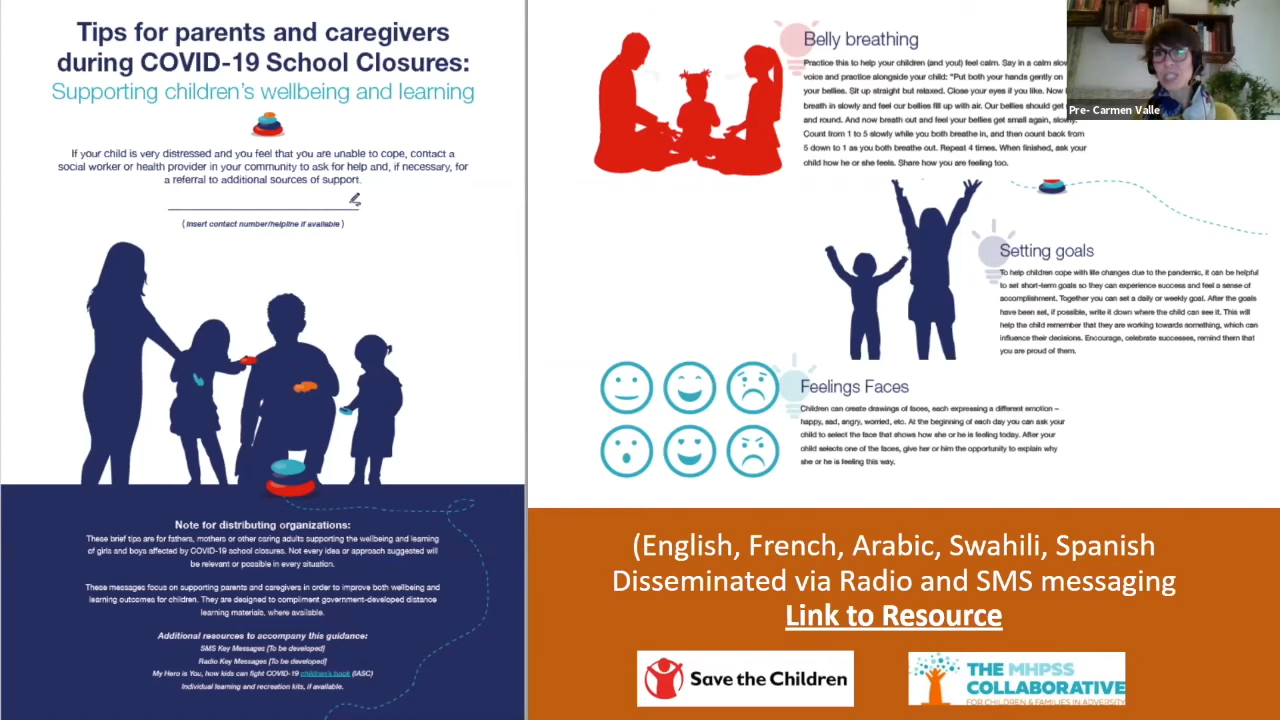 Tips for parents and caregivers
during COVID-19 School Closures:
Supporting children's wellbeing and learning
If your child is very distressed and you feel that you are unable to cope, contact a
social worker or health provider in your community to ask for help and, if necessary, for
a referral to additional sources of support.
( Insert contact number/helpline if available )
Note for distributing organizations:
These brief tips are for fathers, mothers or other caring adults supporting the wellbeing and learning
of girls and boys affected by COVID-19 school closures. Not every idea or approach suggested will
be relevant or possible in every situation.
These messages focus on supporting parents and caregivers in order to improve both wellbeing and
learning outcomes for children. They are designed to compliment government-developed distance
learning materials, where available.
Additional resources to accompany this guidance:
SMS Key Messages [To be developed]
Radio Key Messages [To be developed]
My Hero is You, how kids can fight COVID-19 children's book (IASC)
Individual learning and recreation kits, if available.
Belly breathing
Practice this to help your children (and you!) feel calm. Say in a calm slow
voice and practice alongside your child: "Put both your hands gently on
your bellies. Sit up straight but relaxed. Close your eyes if you like. Now
breath in slowly and feel our bellies fill up with air. Our bellies should get
and round. And now breath out and feel your bellies get small again, slowly.
Count from 1 to 5 slowly while you both breathe in, and then count back from
5 down to 1 as you both breathe out. Repeat 4 times. When finished, ask your
child how he or she feels. Share how you are feeling too.
Pre- Carmen Valle
Setting goals
To help children cope with life changes due to the pandemic, it can be helpful
to set short-term goals so they can experience success and feel a sense of
accomplishment. Together you can set a daily or weekly goal. After the goals
have been set, if possible, write it down where the child can see it. This will
help the child remember that they are working towards something, which can
influence their decisions. Encourage, celebrate successes, remind them that
you are proud of them.
Feelings Faces
Children can create drawings of faces, each expressing a different emotion –
happy, sad, angry, worried, etc. At the beginning of each day you can ask your
child to select the face that shows how she or he is feeling today. After your
child selects one of the faces, give her or him the opportunity to explain why
she or he is feeling this way.
(English, French, Arabic, Swahili, Spanish
Disseminated via Radio and SMS messaging
Link to Resource
Save the Children
THE MHPSS
COLLABORATIVE
FOR CHILDREN & FAMILIES IN ADVERSITY